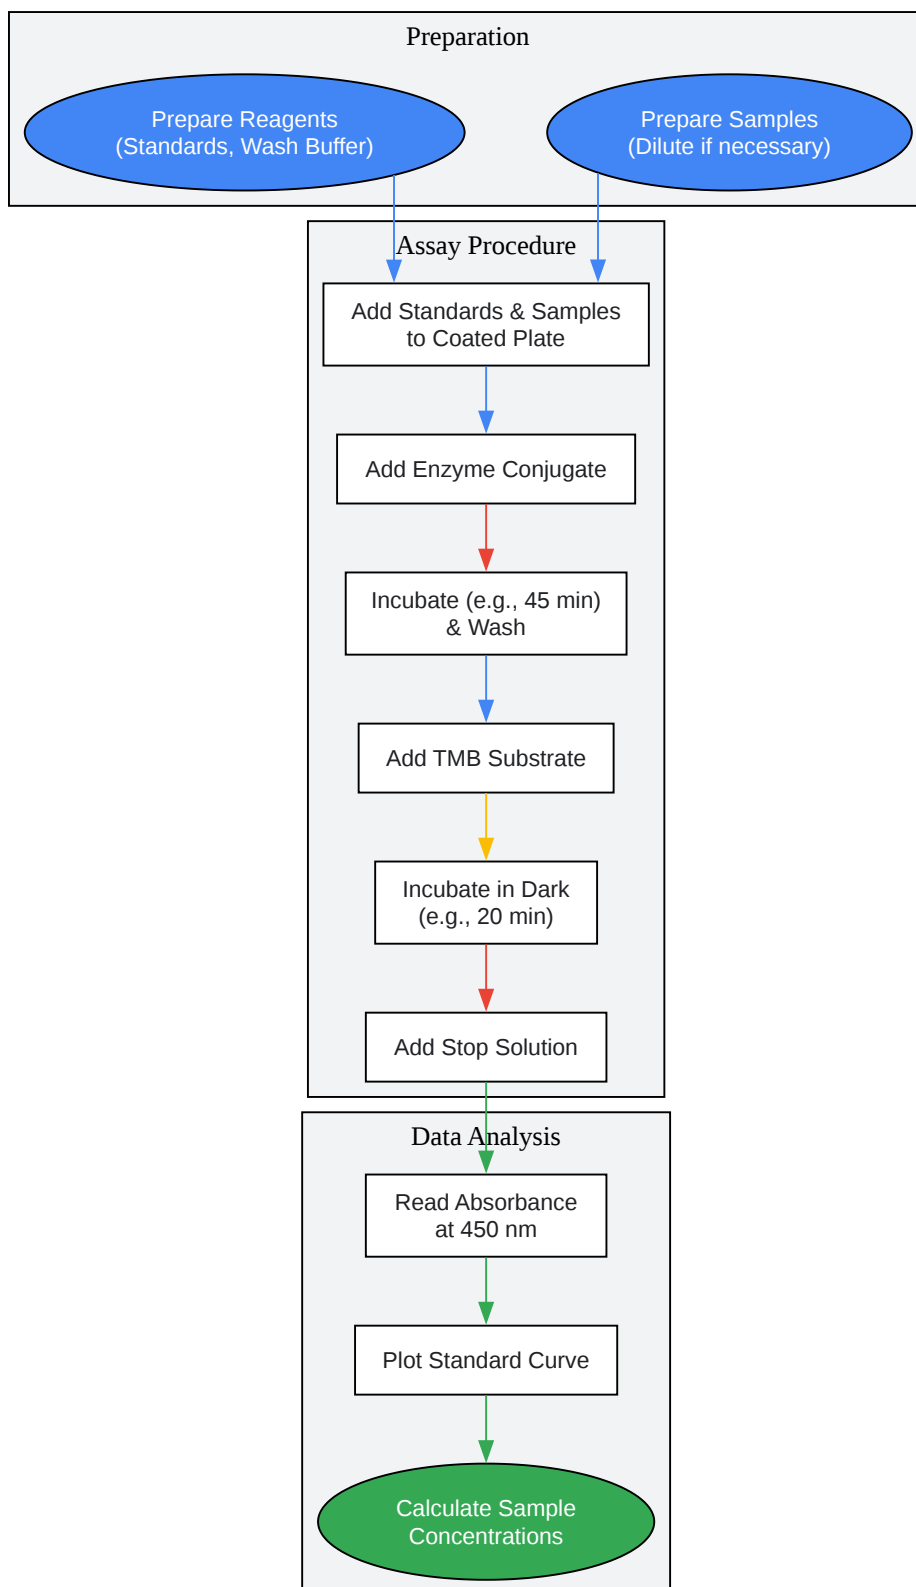 Preparation
Prepare Reagents
(Standards, Wash Buffer)
Prepare Samples
(Dilute if necessary)
Assay Procedure
Add Standards & Samples
to Coated Plate
Add Enzyme Conjugate
Incubate (e.g., 45 min)
& Wash
Add TMB Substrate
Incubate in Dark
(e.g., 20 min)
Add Stop Solution
Data Analysis
Read Absorbance
at 450 nm
Plot Standard Curve
Calculate Sample
Concentrations